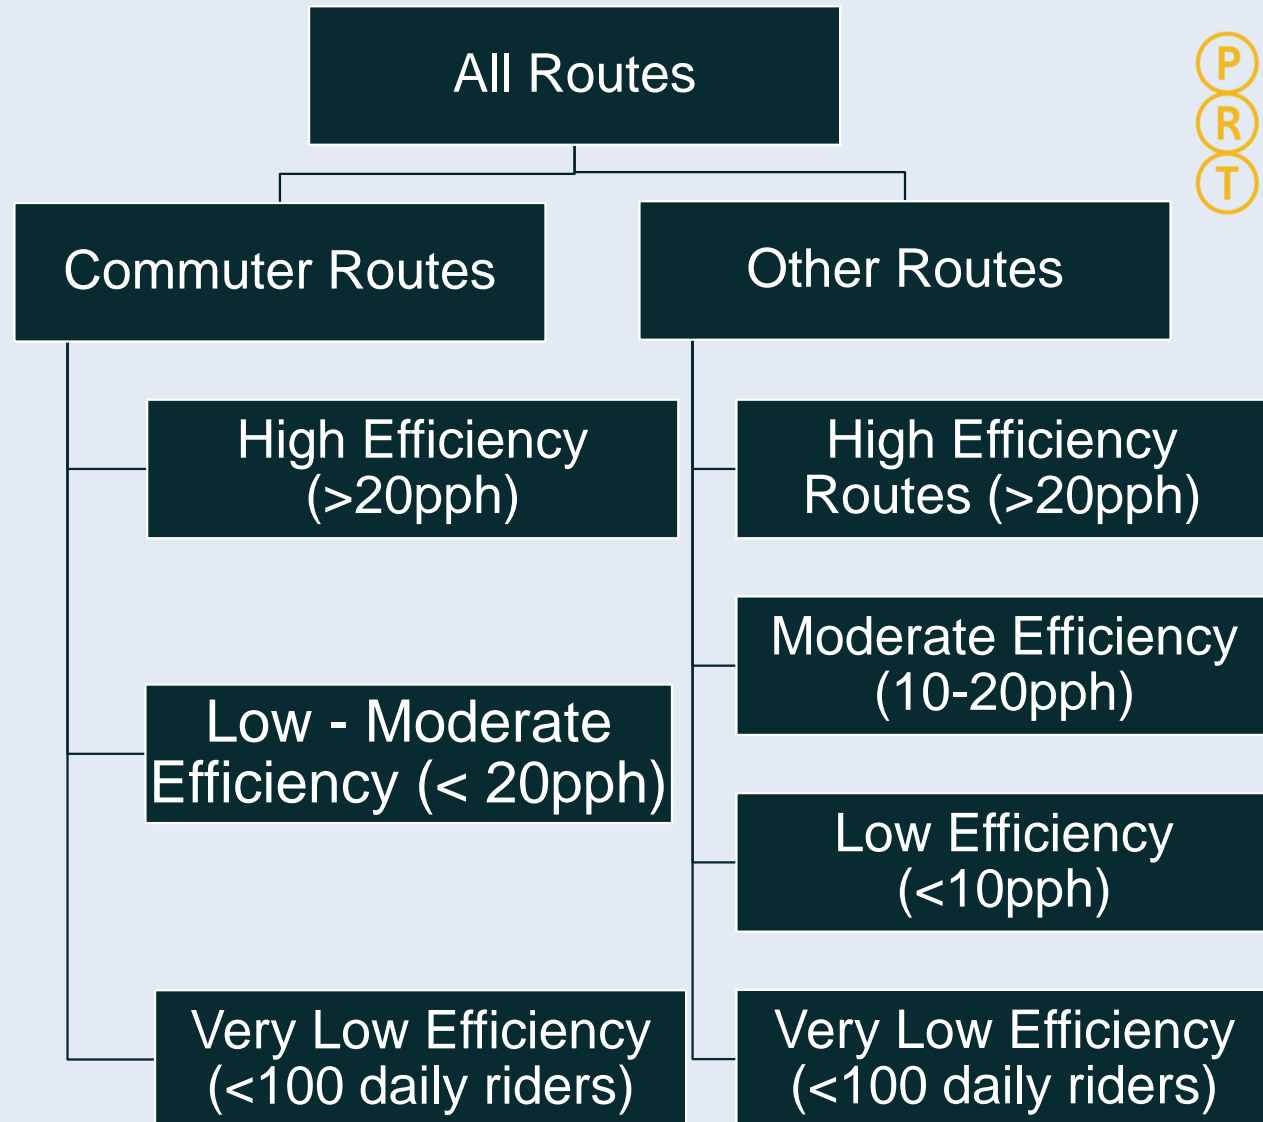 All Routes
P
R
T
Commuter Routes
Other Routes
High Efficiency
(>20pph)
Low - Moderate
Efficiency (< 20pph)
Very Low Efficiency
(<100 daily riders)
High Efficiency
Routes (>20pph)
Moderate Efficiency
(10-20pph)
Low Efficiency
(<10pph)
Very Low Efficiency
(<100 daily riders)